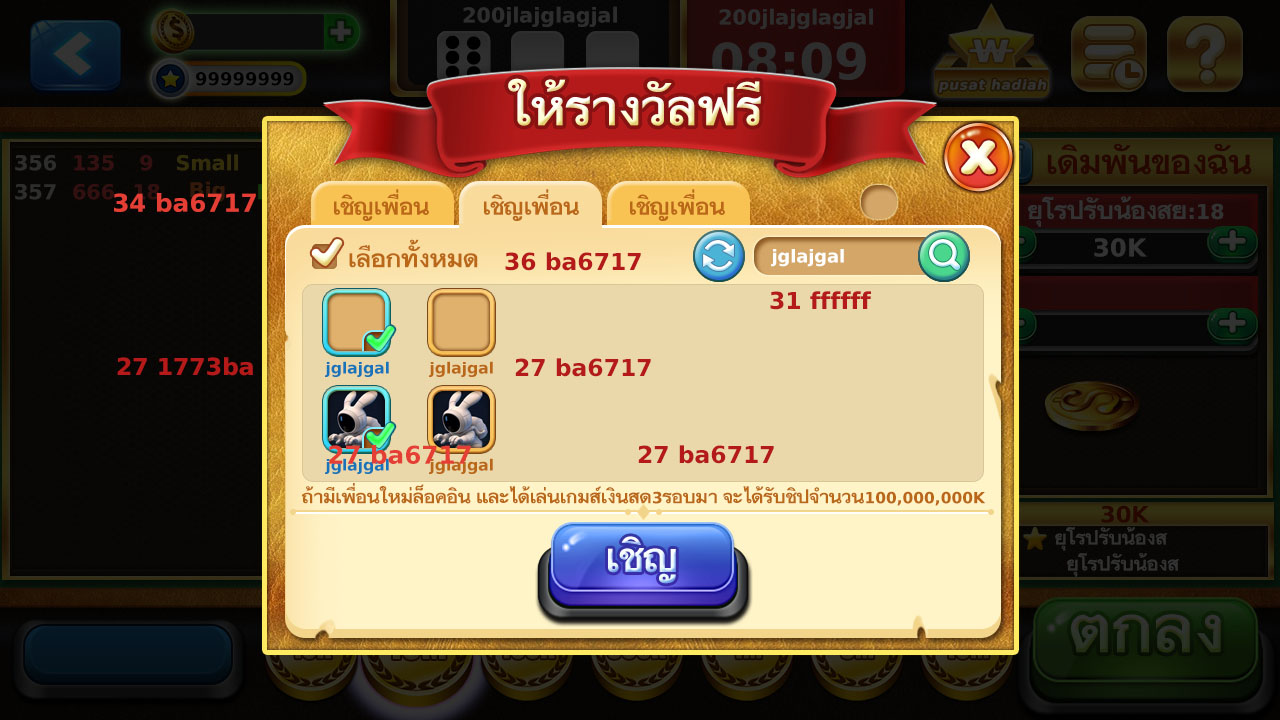 200jlajglagjal
200jlajglagjal
08:09
99999999
pusat hadiah
ให้รางวัลฟรี
356 135 9 Small
357 666 18 Big
34 ba6717
27 1773ba
เดิมพันของฉัน
ยุโรปรับน้องสย:18
30K
เชิญเพื่อน
เชิญเพื่อน
เชิญเพื่อน
เลือกทั้งหมด
36 ba6717
jglajgal
31 ffffff
jglajgal
jglajgal
27 ba6717
27 ba6717
27 ba6717
jglajgal
jglajgal
ถ้ามีเพื่อนใหม่ล็อคอิน และได้เล่นเกมส์เงินสด3รอบมา จะได้รับชิปจำนวน100,000,000K
เชิญ
30K
ยุโรปรับน้องส
ยุโรปรับน้องส
ตกลง